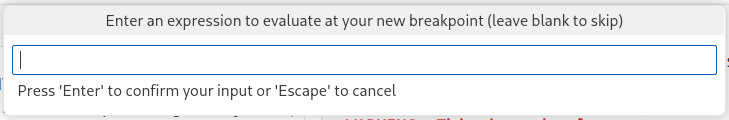 Enter an expression to evaluate at your new breakpoint (leave blank to skip)
Press 'Enter' to confirm your input or 'Escape' to cancel